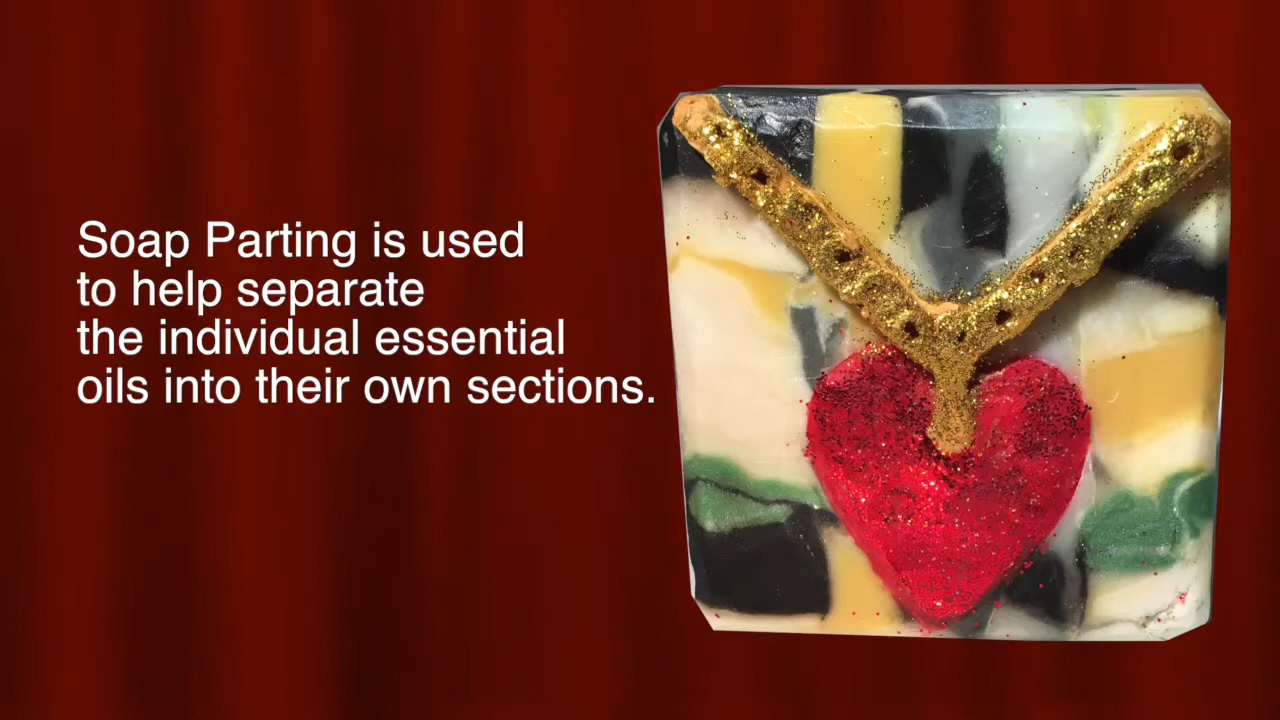 Soap Parting is used
to help separate
the individual essential
oils into their own sections.